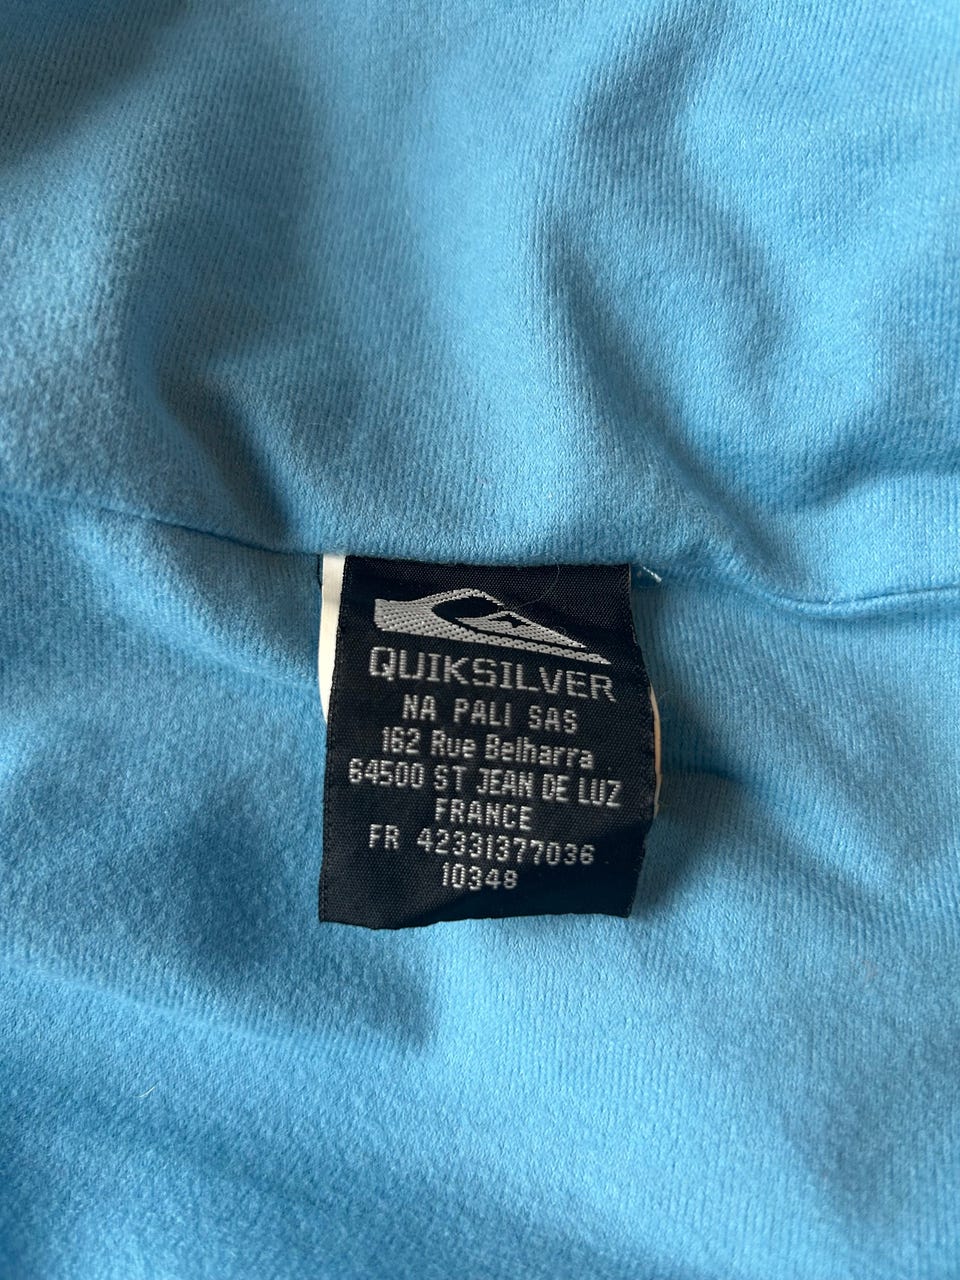 QUIKSILVER
NA PALI SAS
162 Rue Belharra
64500 ST JEAN DE LUZ
FRANCE
FR 42331377036
10348